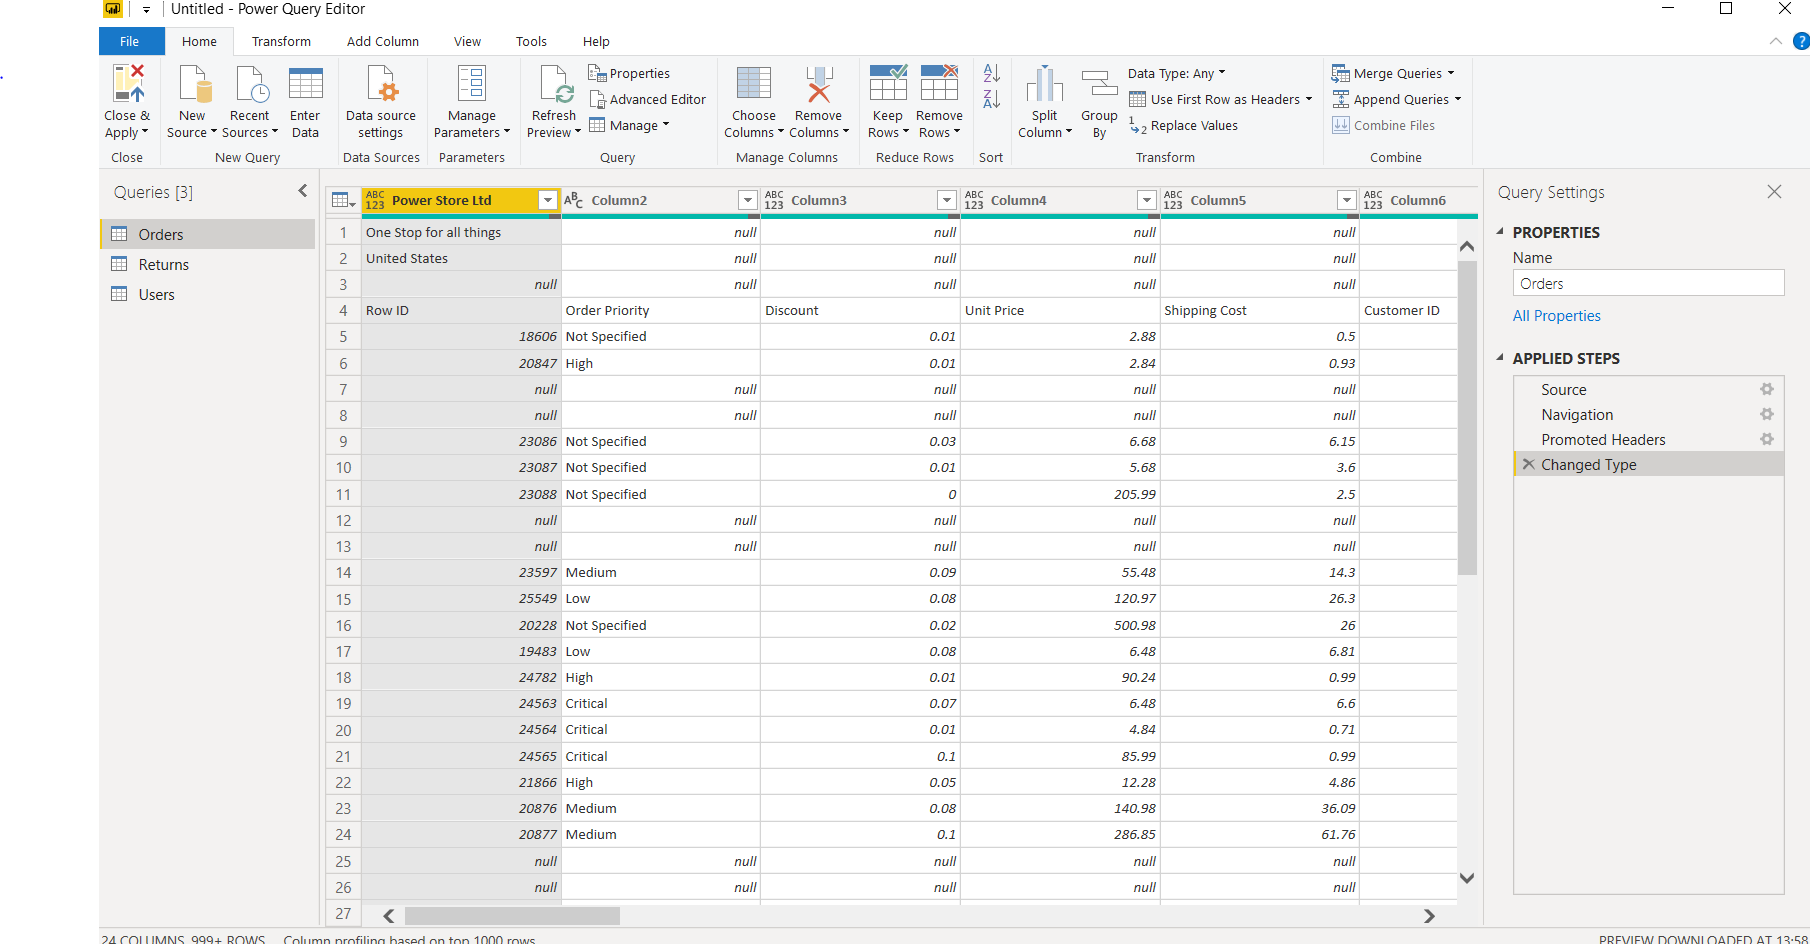 Untitled - Power Query Editor
File Home Transform Add Column View Tools Help
Close & Apply
New Source
Recent Sources
Enter Data
Data source settings
Manage Parameters
Refresh Preview
Properties
Advanced Editor
Manage
Choose Columns
Remove Columns
Keep Rows
Remove Rows
Split Column
Group By
Data Type: Any
Use First Row as Headers
Replace Values
Merge Queries
Append Queries
Combine Files
Close New Query Data Sources Parameters Query Manage Columns Reduce Rows Sort Transform Combine
Queries [3]
Orders
Returns
Users
ABC 123 Power Store Ltd ABC Column2 ABC 123 Column3 ABC 123 Column4 ABC 123 Column5 ABC 123 Column6
1 One Stop for all things null null null null
2 United States null null null null
3 null null null null null
4 Row ID Order Priority Discount Unit Price Shipping Cost Customer ID
5 18606 Not Specified 0.01 2.88 0.5
6 20847 High 0.01 2.84 0.93
7 null null null null null
8 null null null null null
9 23086 Not Specified 0.03 6.68 6.15
10 23087 Not Specified 0.01 5.68 3.6
11 23088 Not Specified 0 205.99 2.5
12 null null null null null
13 null null null null null
14 23597 Medium 0.09 55.48 14.3
15 25549 Low 0.08 120.97 26.3
16 20228 Not Specified 0.02 500.98 26
17 19483 Low 0.08 6.48 6.81
18 24782 High 0.01 90.24 0.99
19 24563 Critical 0.07 6.48 6.6
20 24564 Critical 0.01 4.84 0.71
21 24565 Critical 0.1 85.99 0.99
22 21866 High 0.05 12.28 4.86
23 20876 Medium 0.08 140.98 36.09
24 20877 Medium 0.1 286.85 61.76
25 null null null null null
26 null null null null null
27
Query Settings
PROPERTIES
Name
Orders
All Properties
APPLIED STEPS
Source
Navigation
Promoted Headers
Changed Type
24 COLUMNS, 999+ ROWS Column profiling based on top 1000 rows
PREVIEW DOWNLOADED AT 13:58